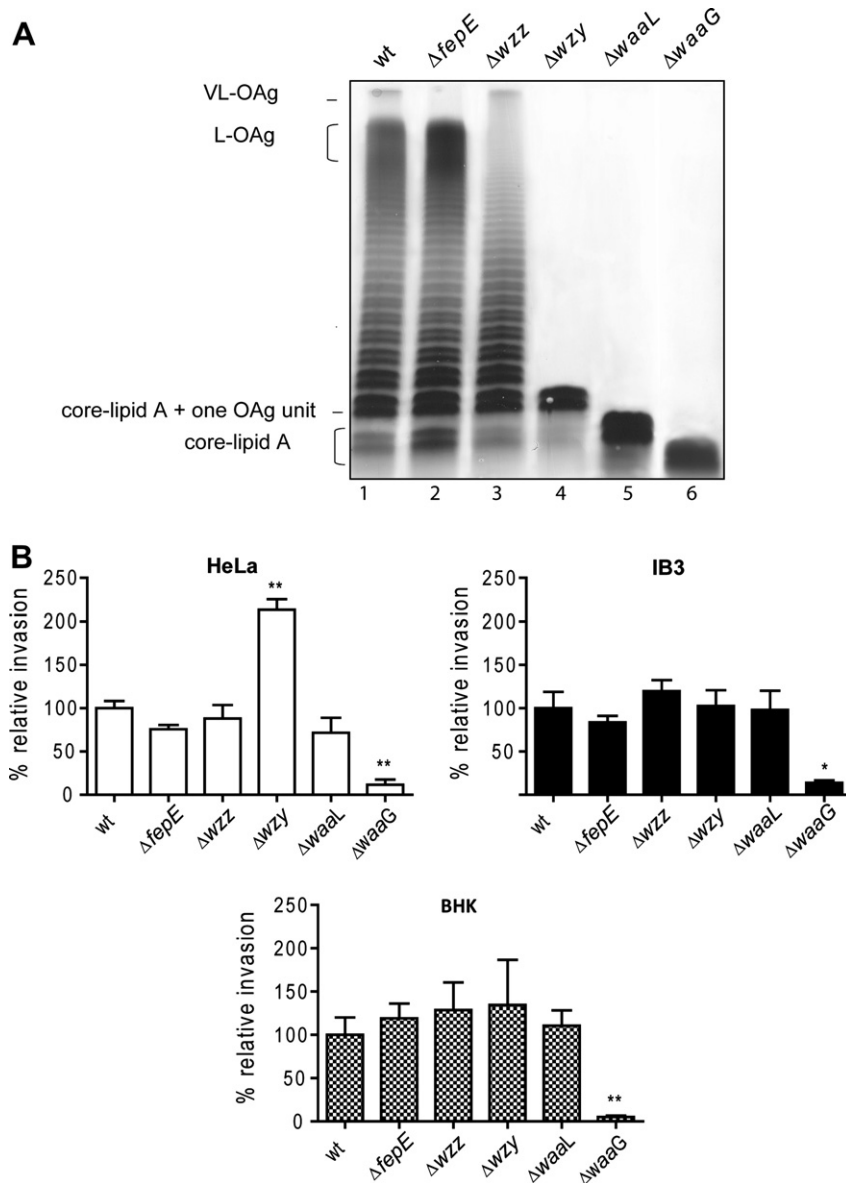 A
wt ΔfepE Δwzz Δwzy ΔwaaL ΔwaaG
VL-OAg
L-OAg
core-lipid A + one OAg unit
core-lipid A
1 2 3 4 5 6
B
HeLa
% relative invasion
250
200
150
100
50
0
**
**
wt ΔfepE Δwzz Δwzy ΔwaaL ΔwaaG
IB3
% relative invasion
250
200
150
100
50
*
wt ΔfepE Δwzz Δwzy ΔwaaL ΔwaaG
BHK
% relative invasion
250
200
150
100
50
0
**
wt ΔfepE Δwzz Δwzy ΔwaaL ΔwaaG